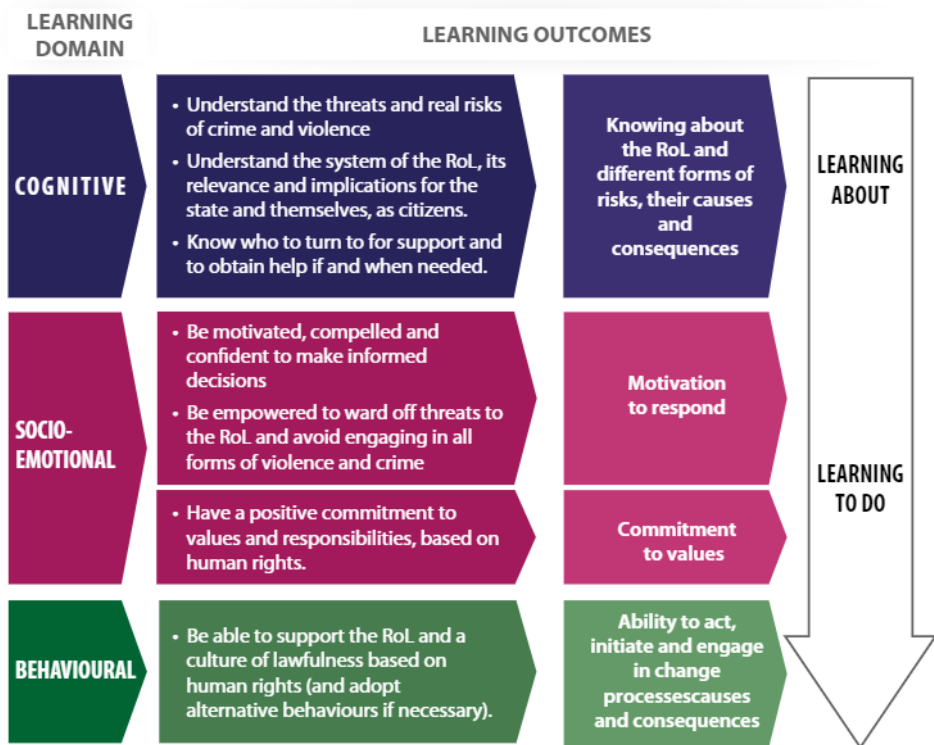 LEARNING
DOMAIN
LEARNING OUTCOMES
COGNITIVE
• Understand the threats and real risks
of crime and violence
• Understand the system of the RoL, its
relevance and implications for the
state and themselves, as citizens.
• Know who to turn to for support and
to obtain help if and when needed.
Knowing about
the RoL and
different forms of
risks, their causes
and
consequences
LEARNING
ABOUT
SOCIO-
EMOTIONAL
• Be motivated, compelled and
confident to make informed
decisions
• Be empowered to ward off threats to
the RoL and avoid engaging in all
forms of violence and crime
Motivation
to respond
• Have a positive commitment to
values and responsibilities, based on
human rights.
Commitment
to values
LEARNING
TO DO
BEHAVIOURAL
• Be able to support the RoL and a
culture of lawfulness based on
human rights (and adopt
alternative behaviours if necessary).
Ability to act,
initiate and engage
in change
processescauses
and consequences